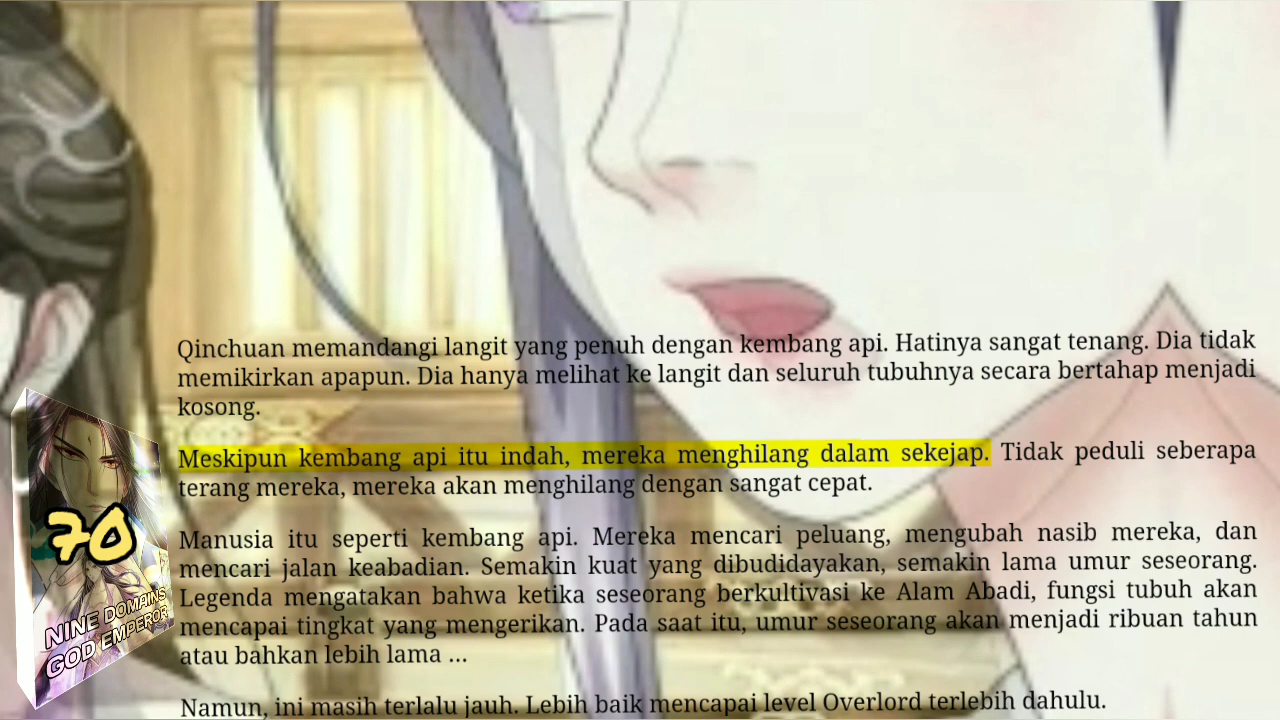 Qinchuan memandangi langit yang penuh dengan kembang api. Hatinya sangat tenang. Dia tidak
memikirkan apapun. Dia hanya melihat ke langit dan seluruh tubuhnya secara bertahap menjadi
kosong.
Meskipun kembang api itu indah, mereka menghilang dalam sekejap. Tidak peduli seberapa
terang mereka, mereka akan menghilang dengan sangat cepat.
Manusia itu seperti kembang api. Mereka mencari peluang, mengubah nasib mereka, dan
mencari jalan keabadian. Semakin kuat yang dibudidayakan, semakin lama umur seseorang.
Legenda mengatakan bahwa ketika seseorang berkultivasi ke Alam Abadi, fungsi tubuh akan
mencapai tingkat yang mengerikan. Pada saat itu, umur seseorang akan menjadi ribuan tahun
atau bahkan lebih lama ...
Namun, ini masih terlalu jauh. Lebih baik mencapai level Overlord terlebih dahulu.
70
NINE DOMAINS
GOD EMPEROR